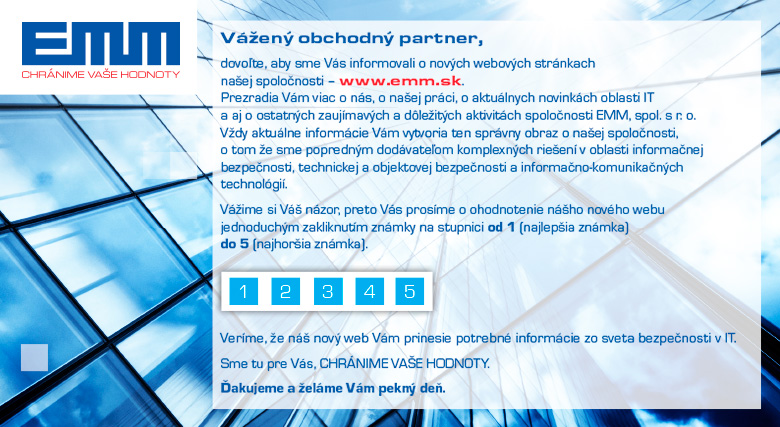 EMM
CHRÁNIME VAŠE HODNOTY
Vážený obchodný partner,
dovoľte, aby sme Vás informovali o nových webových stránkach
našej spoločnosti – www.emm.sk.
Prezradia Vám viac o nás, o našej práci, o aktuálnych novinkách oblasti IT
a aj o ostatných zaujímavých a dôležitých aktivitách spoločnosti EMM, spol. s r. o.
Vždy aktuálne informácie Vám vytvoria ten správny obraz o našej spoločnosti,
o tom že sme popredným dodávateľom komplexných riešení v oblasti informačnej
bezpečnosti, technickej a objektovej bezpečnosti a informačno-komunikačných
technológií.
Vážime si Váš názor, preto Vás prosíme o ohodnotenie nášho nového webu
jednoduchým zakliknutím známky na stupnici od 1 (najlepšia známka)
do 5 (najhoršia známka).
1 2 3 4 5
Veríme, že náš nový web Vám prinesie potrebné informácie zo sveta bezpečnosti v IT.
Sme tu pre Vás, CHRÁNIME VAŠE HODNOTY.
Ďakujeme a želáme Vám pekný deň.